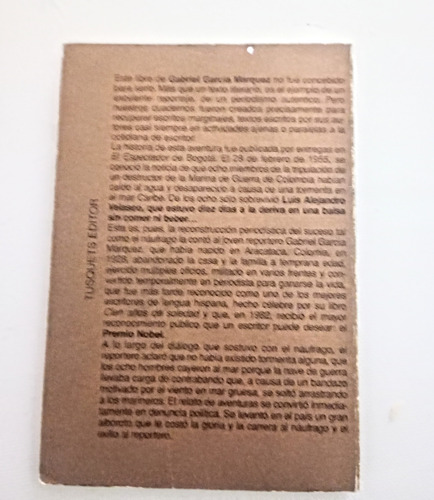 Este libro de Gabriel García Márquez no fue concebido
para serlo. Más que un texto literario, es el ejemplo de un
excelente reportaje, de un periodismo auténtico. Pero
nuestros cuadernos fueron creados precisamente para
recuperar escritos marginales, textos escritos por sus au-
tores casi siempre en actividades ajenas o paralelas a la
cotidiana de escritor.
La historia de esta aventura fue publicada por entregas en
El Espectador de Bogotá. El 28 de febrero de 1955, se
conoció la noticia de que ocho miembros de la tripulación de
un destructor de la Marina de Guerra de Colombia habían
caído al agua y desaparecido a causa de una tormenta en
el mar Caribe. De los ocho sólo sobrevivió Luis Alejandro
Velasco, que estuvo diez días a la deriva en una balsa
sin comer ni beber...
Esta es, pues, la reconstrucción periodística del suceso tal
como el náufrago la contó al joven reportero Gabriel García
Márquez, que había nacido en Aracataca, Colombia, en
1928, abandonado la casa y la familia a temprana edad,
ejercido múltiples oficios, militado en varios frentes y con-
vertido temporalmente en periodista para ganarse la vida,
que fue más tarde reconocido como uno de los mejores
escritores de lengua hispana, hecho célebre por su libro
Cien años de soledad y que, en 1982, recibió el mayor
reconocimiento público que un escritor puede desear: el
Premio Nobel.
A lo largo del diálogo que sostuvo con el náufrago, el
reportero aclaró que no había existido tormenta alguna, que
los ocho hombres cayeron al mar porque la nave de guerra
llevaba carga de contrabando que, a causa de un bandazo
motivado por el viento en mar gruesa, se soltó arrastrando
a los marineros. El relato de aventuras se convirtió inmedia-
tamente en denuncia política. Se levantó en el país un gran
alboroto que le costó la gloria y la carrera al náufrago y el
exilio al reportero.
TUSQUETS EDITOR